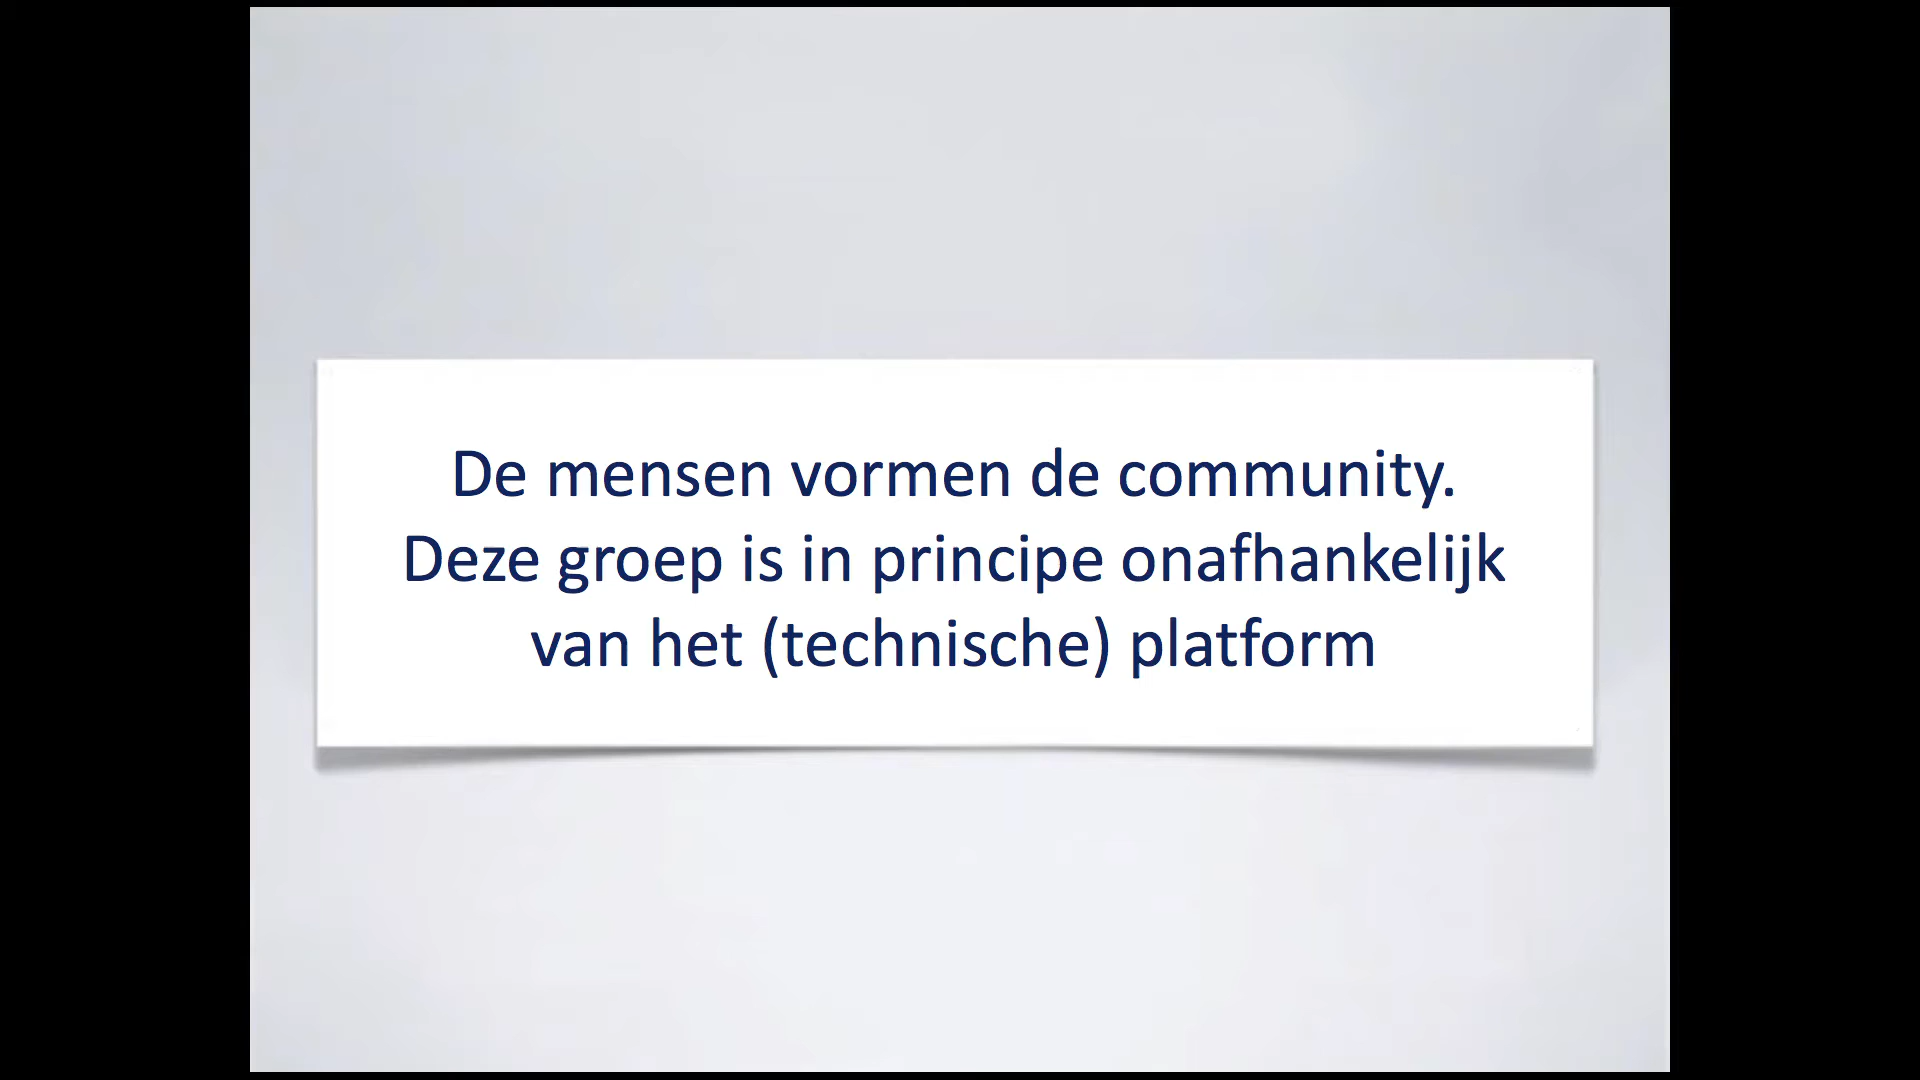 De mensen vormen de community.
Deze groep is in principe onafhankelijk
van het (technische) platform